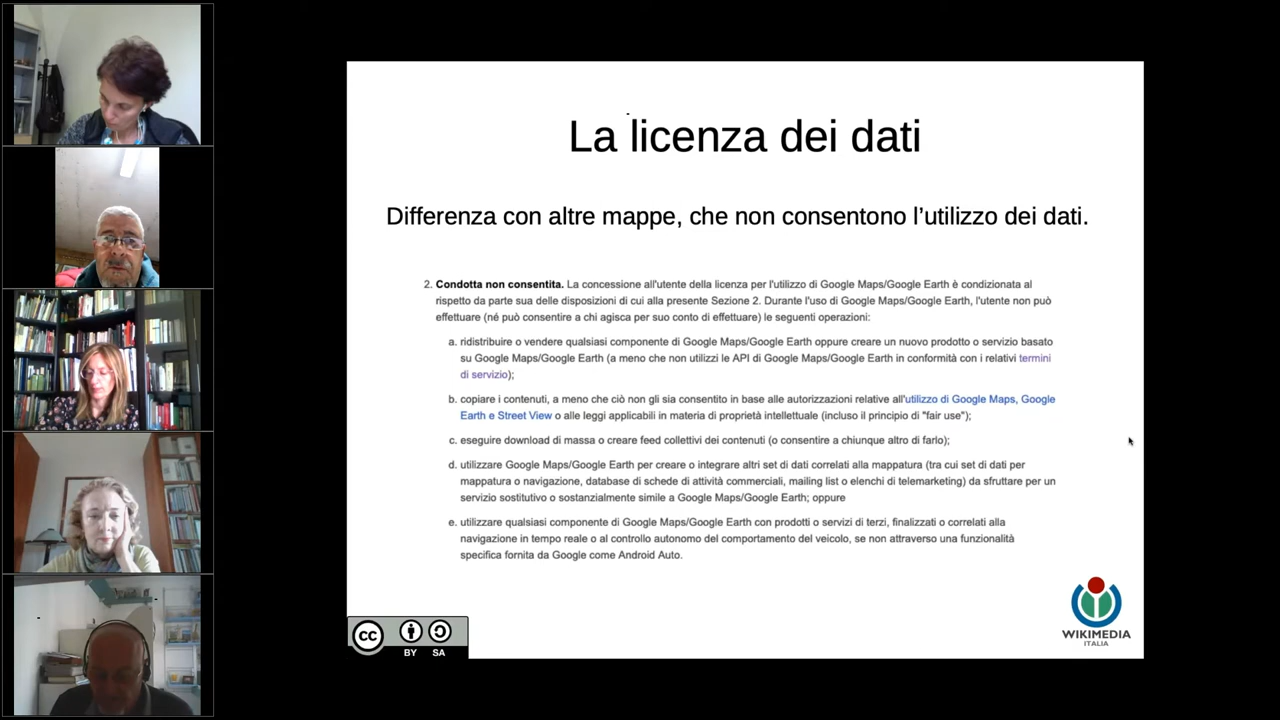 La licenza dei dati
Differenza con altre mappe, che non consentono l’utilizzo dei dati.
2. Condotta non consentita. La concessione all'utente della licenza per l'utilizzo di Google Maps/Google Earth è condizionata al
rispetto da parte sua delle disposizioni di cui alla presente Sezione 2. Durante l'uso di Google Maps/Google Earth, l'utente non può
effettuare (né può consentire a chi agisca per suo conto di effettuare) le seguenti operazioni:
a. ridistribuire o vendere qualsiasi componente di Google Maps/Google Earth oppure creare un nuovo prodotto o servizio basato
su Google Maps/Google Earth (a meno che non utilizzi le API di Google Maps/Google Earth in conformità con i relativi termini
di servizio);
b. copiare i contenuti, a meno che ciò non gli sia consentito in base alle autorizzazioni relative all'utilizzo di Google Maps, Google
Earth e Street View o alle leggi applicabili in materia di proprietà intellettuale (incluso il principio di "fair use");
c. eseguire download di massa o creare feed collettivi dei contenuti (o consentire a chiunque altro di farlo);
d. utilizzare Google Maps/Google Earth per creare o integrare altri set di dati correlati alla mappatura (tra cui set di dati per
mappatura o navigazione, database di schede di attività commerciali, mailing list o elenchi di telemarketing) da sfruttare per un
servizio sostitutivo o sostanzialmente simile a Google Maps/Google Earth; oppure
e. utilizzare qualsiasi componente di Google Maps/Google Earth con prodotti o servizi di terzi, finalizzati o correlati alla
navigazione in tempo reale o al controllo autonomo del comportamento del veicolo, se non attraverso una funzionalità
specifica fornita da Google come Android Auto.
cc
BY SA
WIKIMEDIA
ITALIA